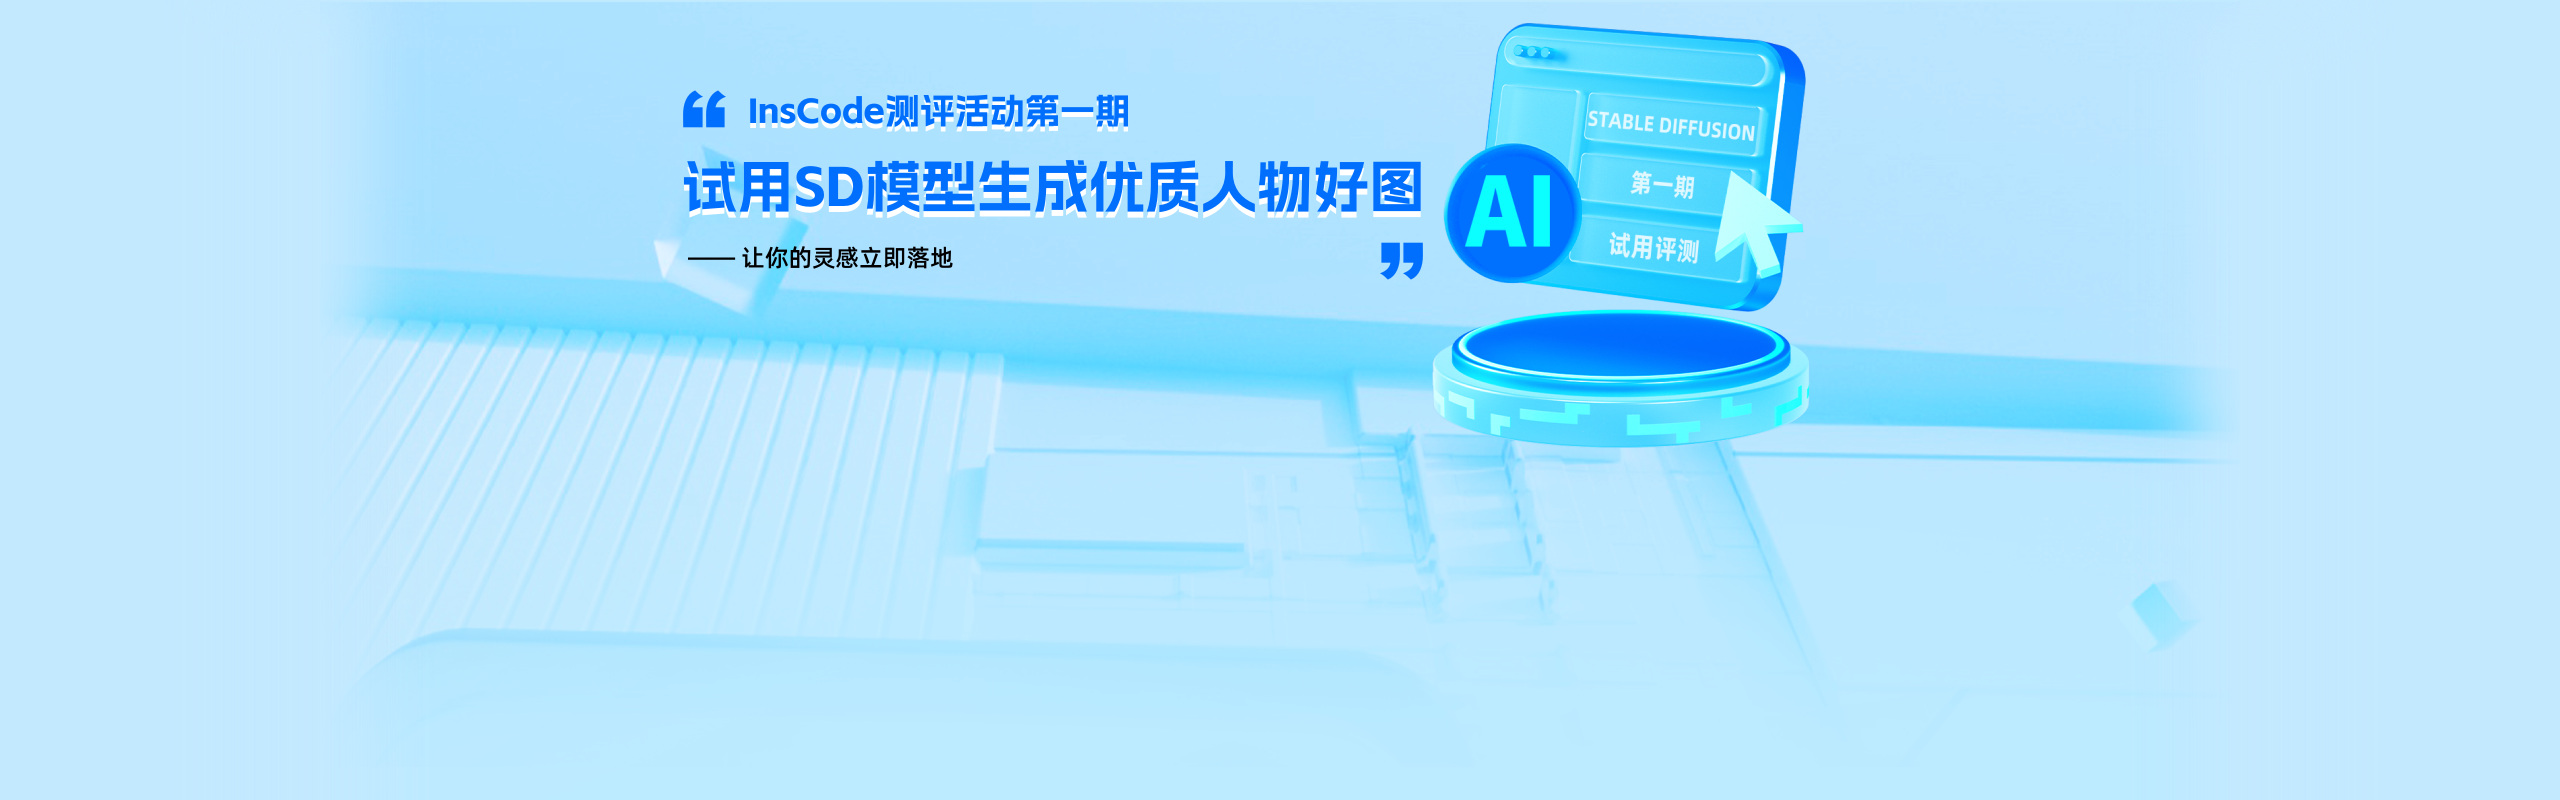 “ InsCode测评活动第一期
试用SD模型生成优质人物好图
—— 让你的灵感立即落地 ”
AI
STABLE DIFFUSION
第一期
试用评测